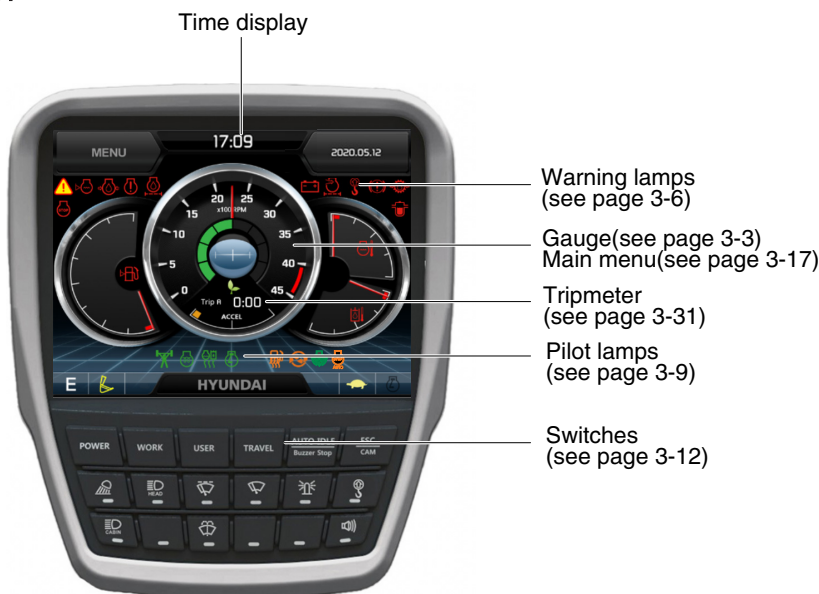 Time display
MENU
17:09
2020.05.12
Warning lamps
(see page 3-6)
Gauge(see page 3-3)
Main menu(see page 3-17)
Tripmeter
(see page 3-31)
Pilot lamps
(see page 3-9)
Switches
(see page 3-12)
0
5
10
15
20
25
30
35
40
45
x100 RPM
Trip A 0:00
ACCEL
E
HYUNDAI
POWER
WORK
USER
TRAVEL
AUTO IDLE
Buzzer Stop
ESC
CAM
HEAD
CABIN